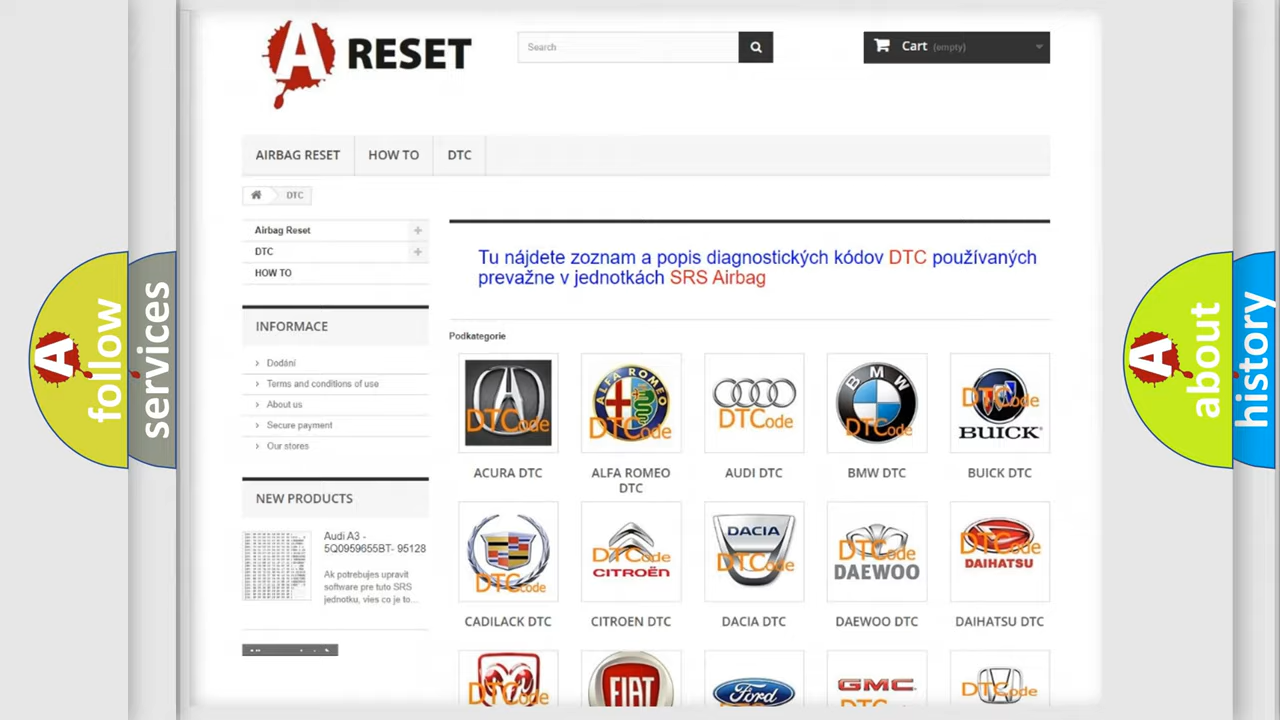 A RESET
Search
Cart (empty)
AIRBAG RESET
HOW TO
DTC
DTC
Airbag Reset
DTC
HOW TO
INFORMACE
Dodání
Terms and conditions of use
About us
Secure payment
Our stores
NEW PRODUCTS
Audi A3 -
5Q0959655BT- 95128
Ak potrebujes upravit
software pre tuto SRS
jednotku, vies co je to...
Tu nájdete zoznam a popis diagnostických kódov DTC používaných
prevažne v jednotkách SRS Airbag
Podkategorie
DTCode
ALFA ROMEO
DTCode
DTCode
BMW
DTCode
DTCode
BUICK
ACURA DTC
ALFA ROMEO
DTC
AUDI DTC
BMW DTC
BUICK DTC
DTCode
DTCode
CITROËN
DACIA
DTCode
DTCode
DAEWOO
DTCode
DAIHATSU
CADILACK DTC
CITROEN DTC
DACIA DTC
DAEWOO DTC
DAIHATSU DTC
DTCode
FIAT
Ford
GMC
DTCode
A
follow
services
A
about
history